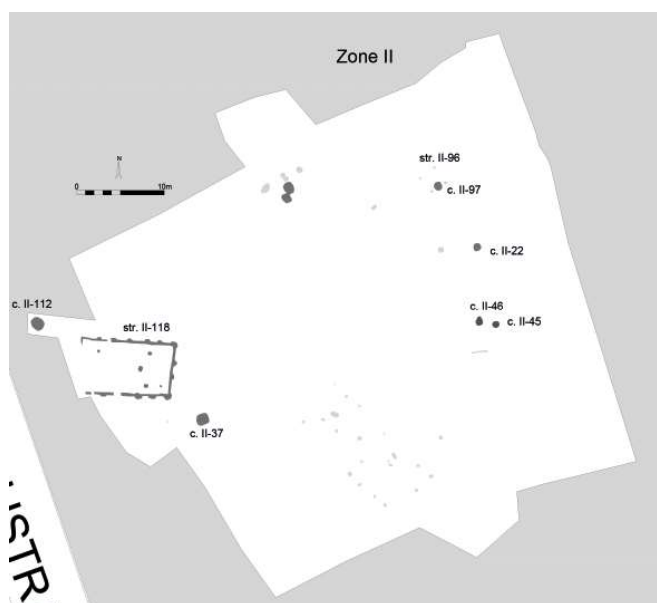 Zone II
str. II-96
c. II-97
N
0 10m
c. II-22
c. II-112
c. II-46
str. II-118
c. II-45
c. II-37